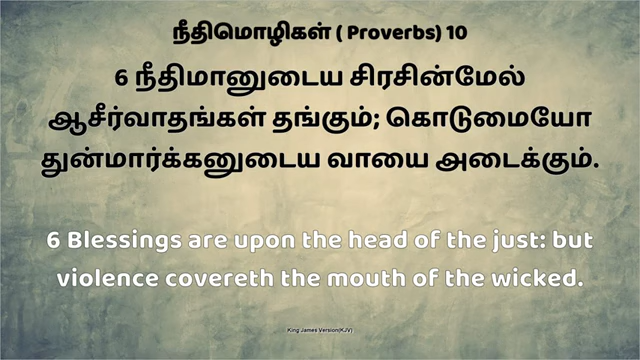 நீதிமொழிகள் ( Proverbs) 10
6 நீதிமானுடைய சிரசின்மேல்
ஆசீர்வாதங்கள் தங்கும்; கொடுமையோ
துன்மார்க்கனுடைய வாயை அடைக்கும்.
6 Blessings are upon the head of the just: but
violence covereth the mouth of the wicked.
King James Version(KJV)